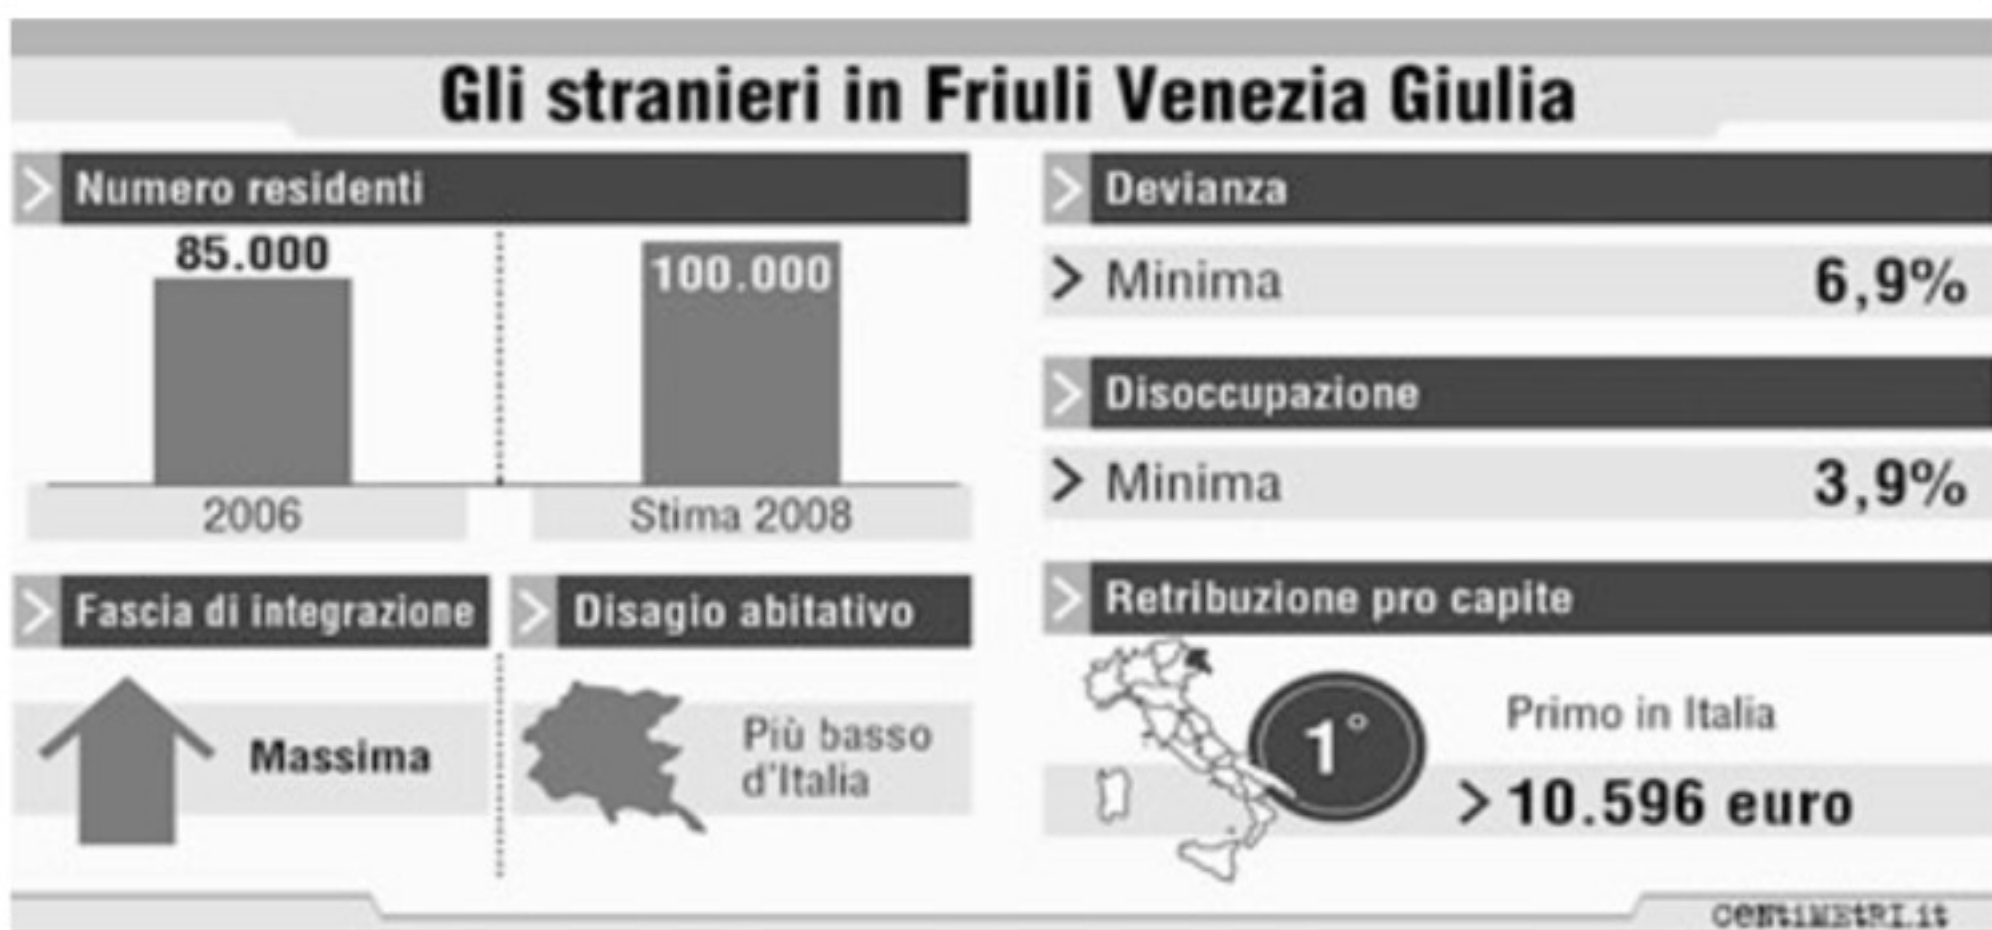 Gli stranieri in Friuli Venezia Giulia
Numero residenti
85.000
100.000
2006
Stima 2008
Fascia di integrazione
Massima
Disagio abitativo
Più basso
d'Italia
Devianza
> Minima 6,9%
Disoccupazione
> Minima 3,9%
Retribuzione pro capite
1°
Primo in Italia
> 10.596 euro
CENTIMETRI.it